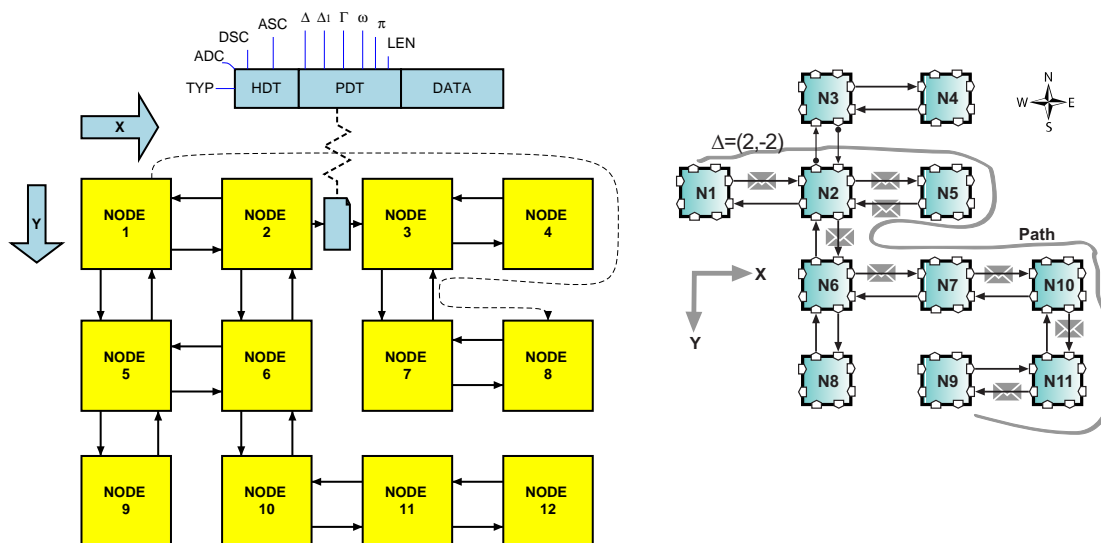 Δ Δ1 Γ ω π
ASC
DSC
LEN
ADC
TYP
HDT PDT DATA
X
Y
NODE 1
NODE 2
NODE 3
NODE 4
NODE 5
NODE 6
NODE 7
NODE 8
NODE 9
NODE 10
NODE 11
NODE 12
N3 N4
N
W E
S
Δ=(2,-2)
N1 N2 N5
Path
X
N6 N7 N10
Y
N8 N9 N11